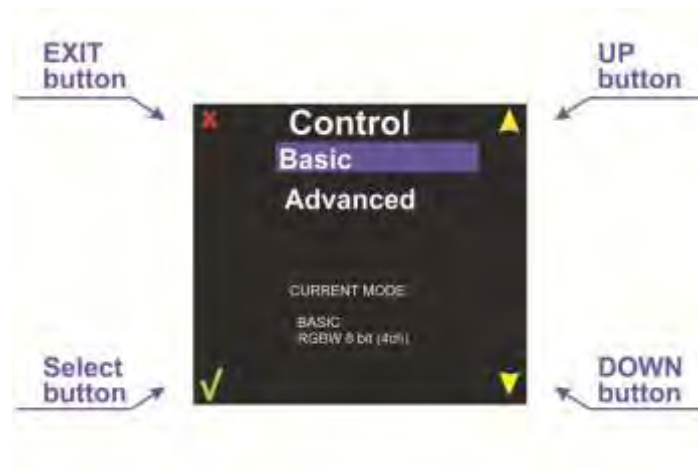 EXIT
button
UP
button
X
Control
Basic
Advanced
CURRENT MODE:
BASIC
RGBW 8 bit (4ch)
Select
button
DOWN
button